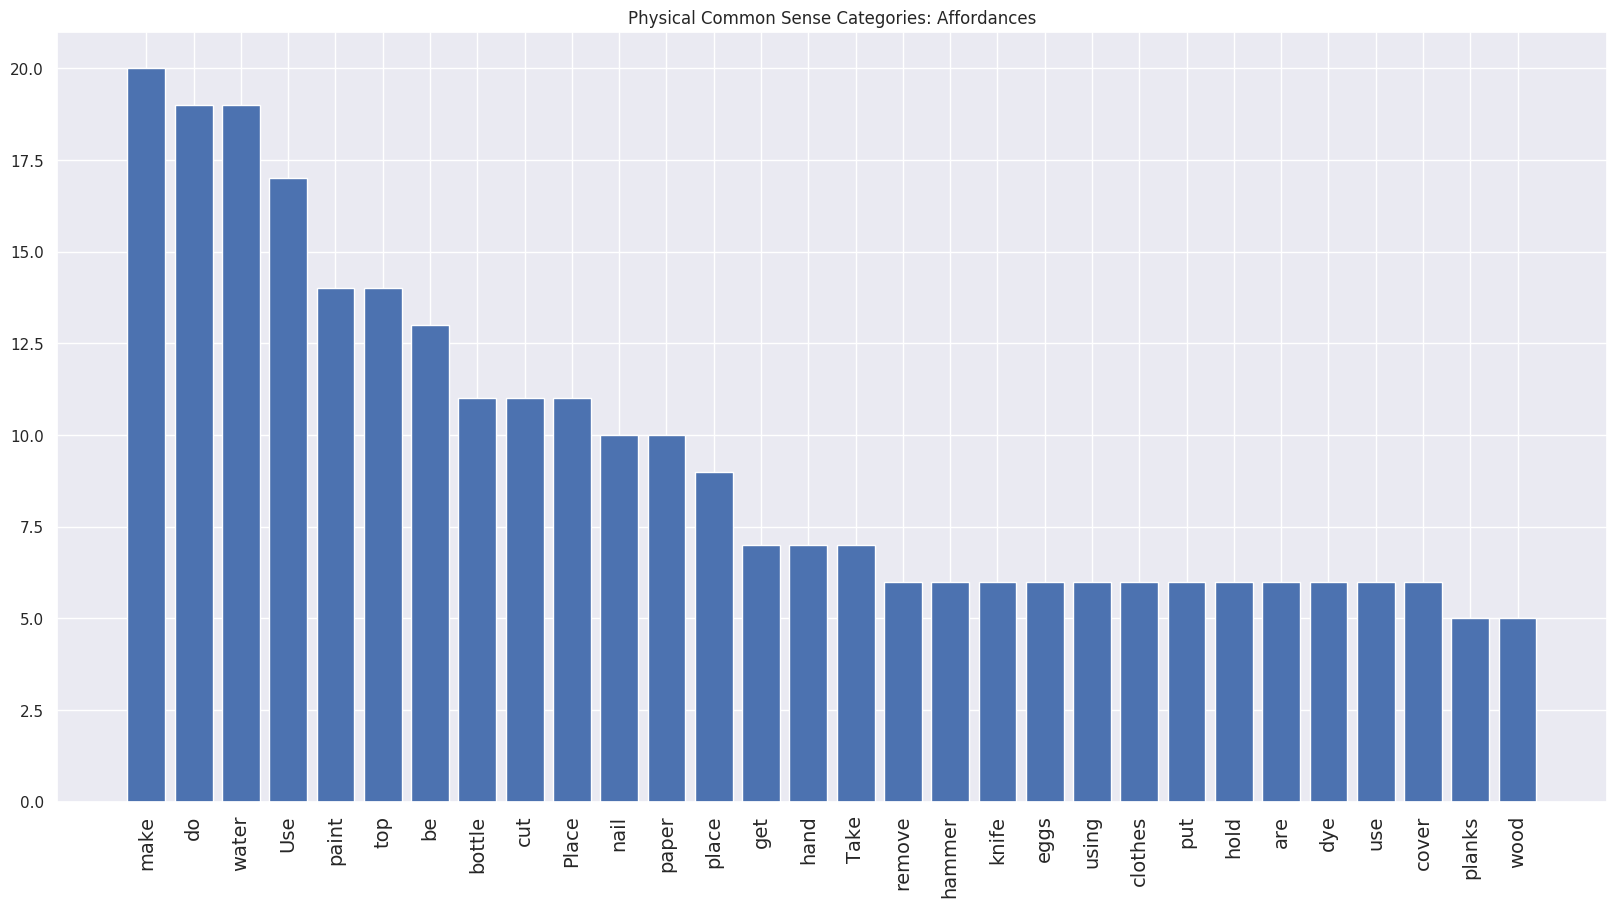 Physical Common Sense Categories: Affordances
20.0
17.5
15.0
12.5
10.0
7.5
5.0
2.5
0.0
make
do
water
Use
paint
top
be
bottle
cut
Place
nail
paper
place
get
hand
Take
remove
hammer
knife
eggs
using
clothes
put
hold
are
dye
use
cover
planks
wood